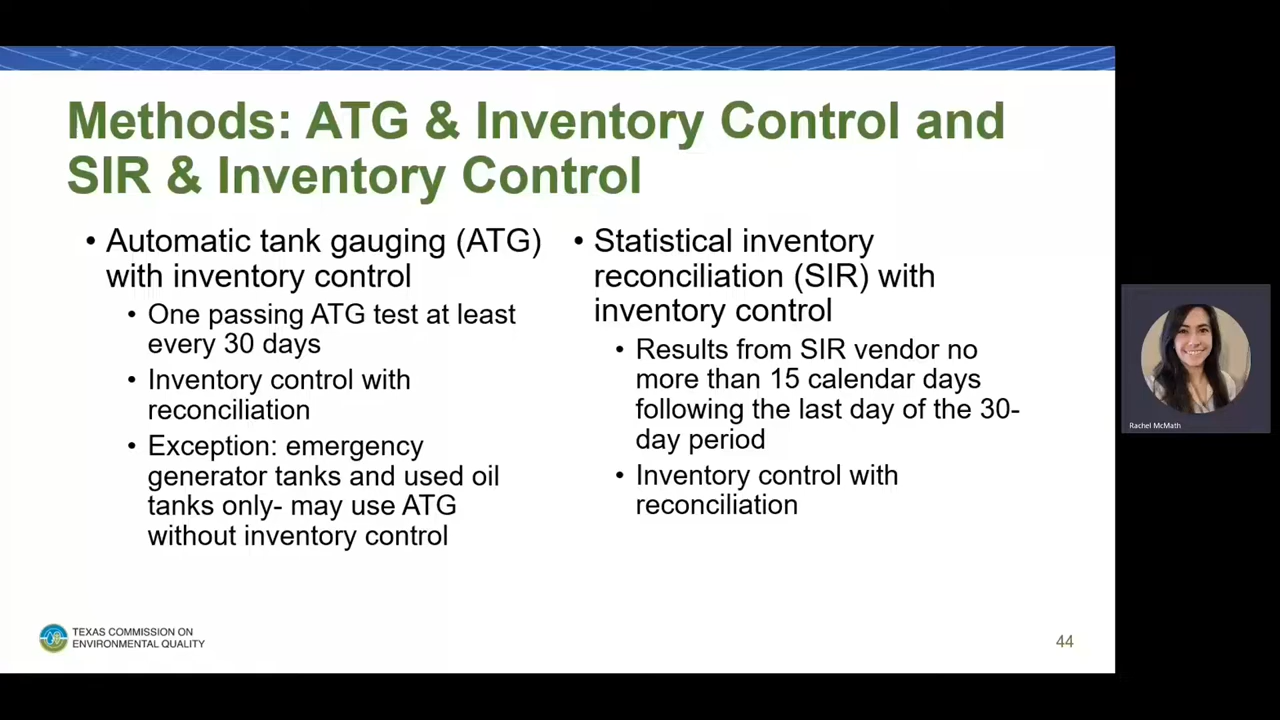 Methods: ATG & Inventory Control and
SIR & Inventory Control
• Automatic tank gauging (ATG)
with inventory control
• One passing ATG test at least
every 30 days
• Inventory control with
reconciliation
• Exception: emergency
generator tanks and used oil
tanks only- may use ATG
without inventory control
• Statistical inventory
reconciliation (SIR) with
inventory control
• Results from SIR vendor no
more than 15 calendar days
following the last day of the 30-
day period
• Inventory control with
reconciliation
Rachel McMath
TEXAS COMMISSION ON
ENVIRONMENTAL QUALITY
44